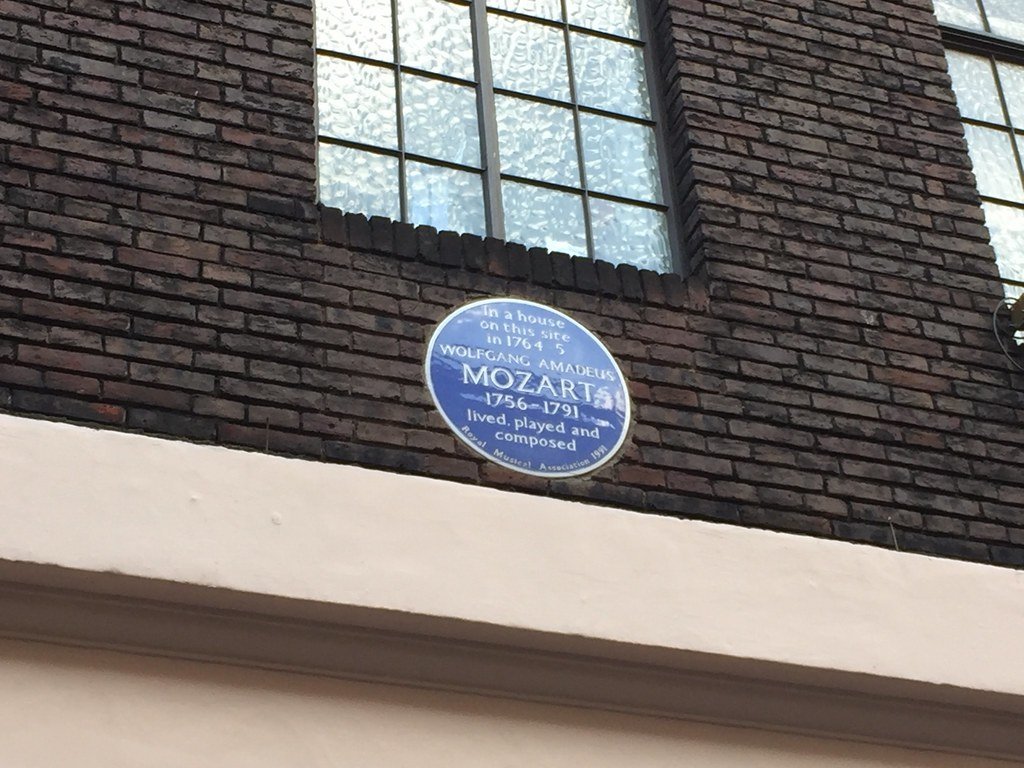 In a house
on this site
in 1764-5
WOLFGANG AMADEUS
MOZART
1756-1791
lived, played and
composed
Royal Musical Association 1991